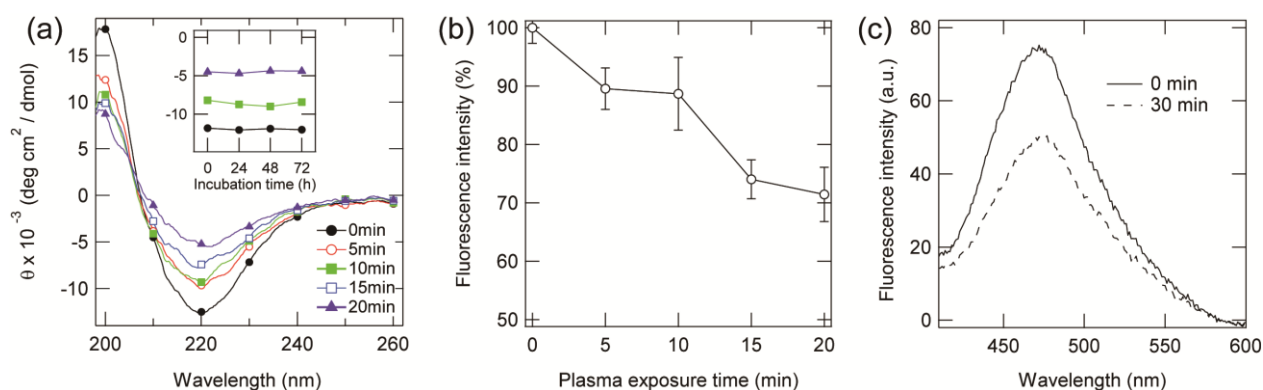 (a)
θ x 10⁻³ (deg cm² / dmol)
15
10
5
0
-5
-10
200
220
240
260
Wavelength (nm)
0
-5
-10
0
24
48
72
Incubation time (h)
0min
5min
10min
15min
20min
(b)
Fluorescence intensity (%)
100
90
80
70
60
50
0
5
10
15
20
Plasma exposure time (min)
(c)
Fluorescence intensity (a.u.)
80
60
40
20
0
450
500
550
600
Wavelength (nm)
0 min
30 min